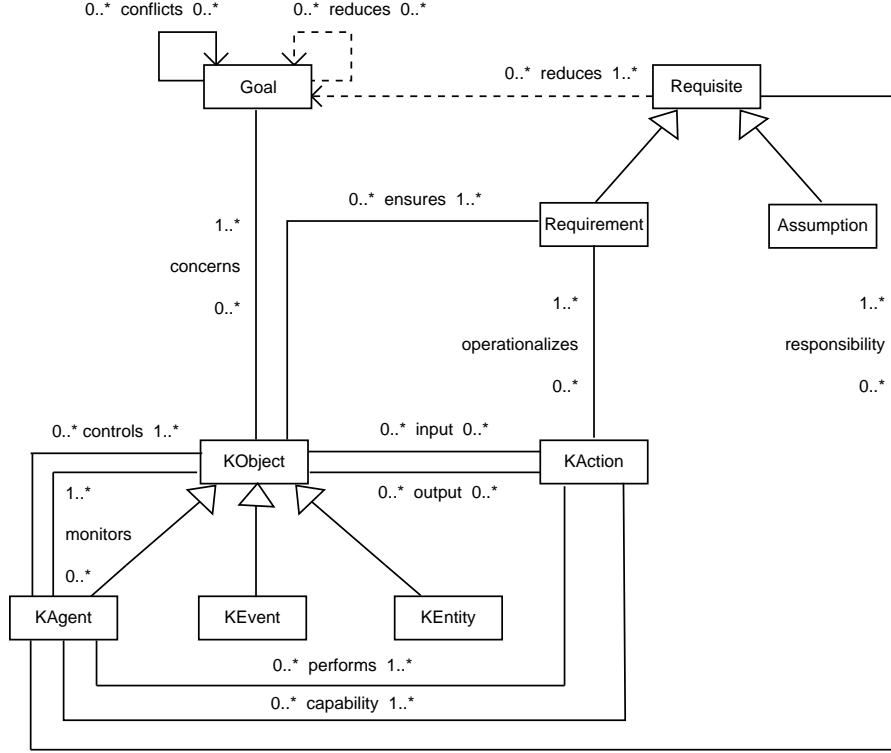 0..* conflicts 0..*
0..* reduces 0..*
Goal
0..* reduces 1..*
Requisite
0..* ensures 1..*
Requirement
Assumption
1..*
concerns
0..*
1..*
operationalizes
0..*
1..*
responsibility
0..*
0..* controls 1..*
KObject
0..* input 0..*
KAction
1..*
monitors
0..*
0..* output 0..*
KAgent
KEvent
KEntity
0..* performs 1..*
0..* capability 1..*